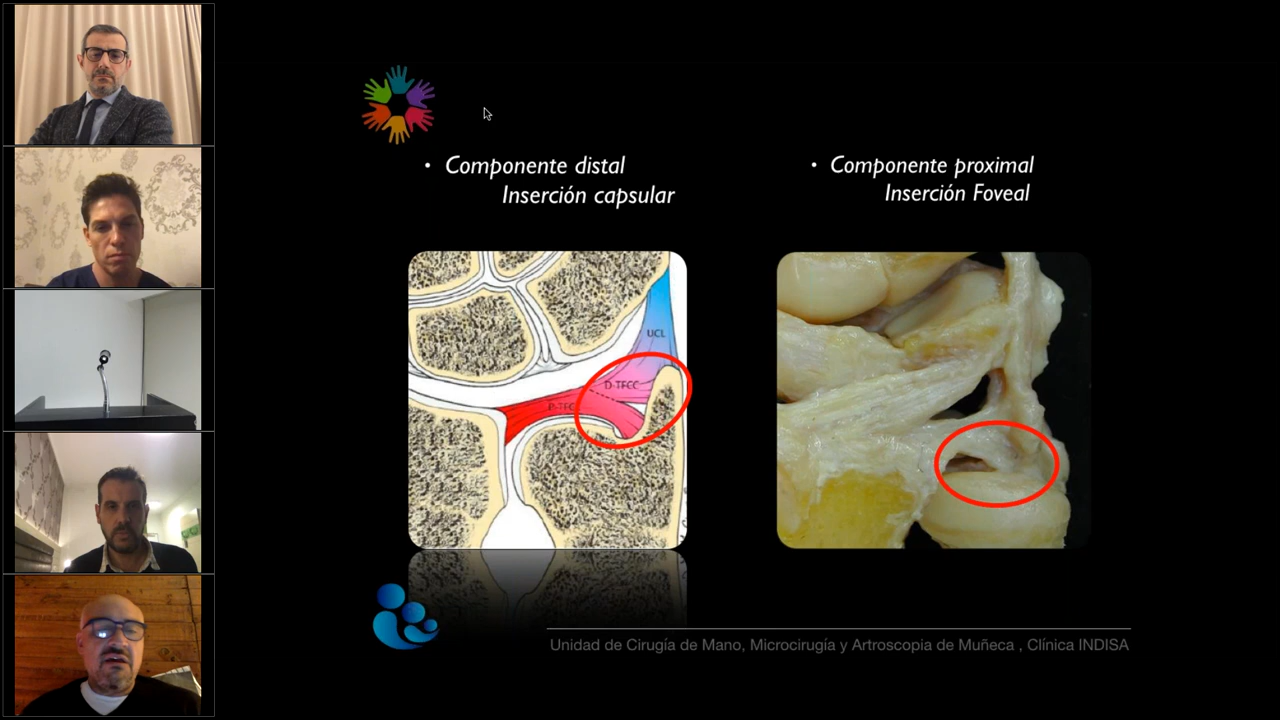 • Componente distal
Inserción capsular
• Componente proximal
Inserción Foveal
UCL
D-TFCC
P-TFC
Unidad de Cirugía de Mano, Microcirugía y Artroscopia de Muñeca , Clínica INDISA